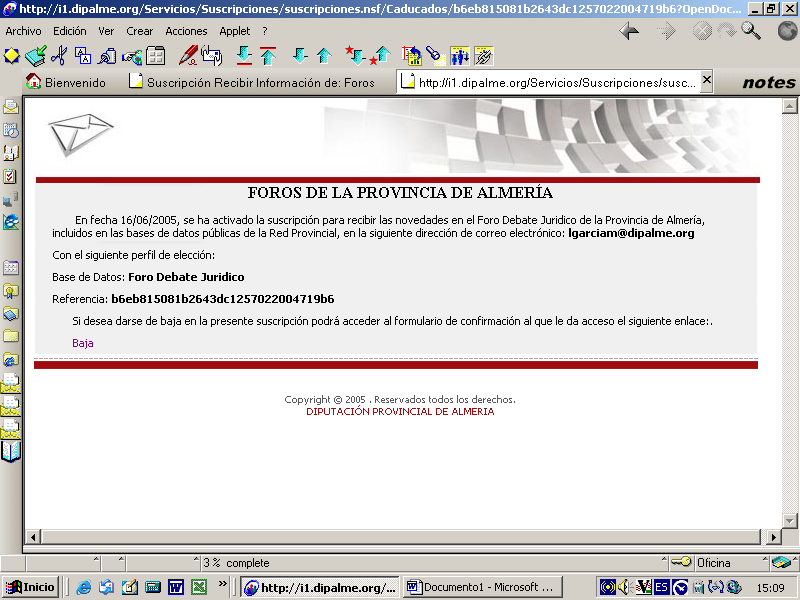 http://i1.dipalme.org/Servicios/Suscripciones/suscripciones.nsf/Caducados/b6eb815081b2643dc1257022004719b6?OpenDoc...
Archivo Edición Ver Crear Acciones Applet ?
Bienvenido Suscripción Recibir Información de: Foros http://i1.dipalme.org/Servicios/Suscripciones/susc... notes
FOROS DE LA PROVINCIA DE ALMERÍA
En fecha 16/06/2005, se ha activado la suscripción para recibir las novedades en el Foro Debate Juridico de la Provincia de Almería,
incluidos en las bases de datos públicas de la Red Provincial, en la siguiente dirección de correo electrónico: lgarciam@dipalme.org
Con el siguiente perfil de elección:
Base de Datos: Foro Debate Juridico
Referencia: b6eb815081b2643dc1257022004719b6
Si desea darse de baja en la presente suscripción podrá acceder al formulario de confirmación al que le da acceso el siguiente enlace:.
Baja
Copyright © 2005 . Reservados todos los derechos.
DIPUTACIÓN PROVINCIAL DE ALMERIA
3 % complete Oficina
Inicio » http://i1.dipalme.org/... Documento1 - Microsoft ... ES 15:09